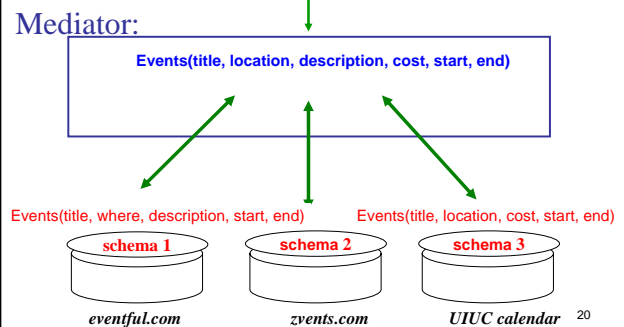 Mediator:
Events(title, location, description, cost, start, end)
Events(title, where, description, start, end)
Events(title, location, cost, start, end)
schema 1
schema 2
schema 3
eventful.com
zvents.com
UIUC calendar
20